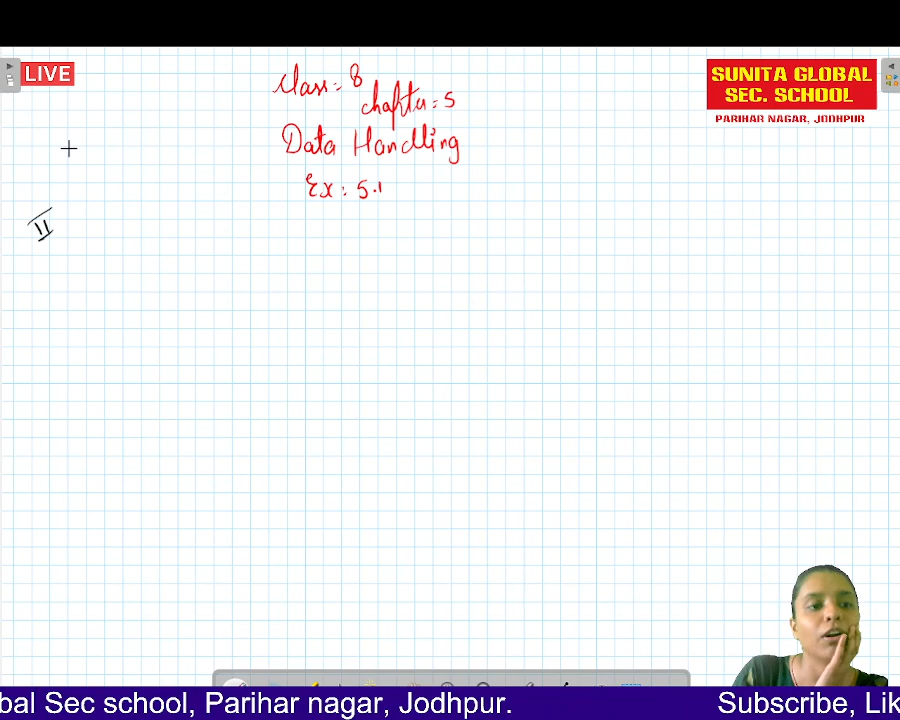 LIVE
Class = 8
chapter = 5
Data Handling
Ex : 5.1
II
SUNITA GLOBAL
SEC. SCHOOL
PARIHAR NAGAR, JODHPUR
bal Sec school, Parihar nagar, Jodhpur.
Subscribe, Lik